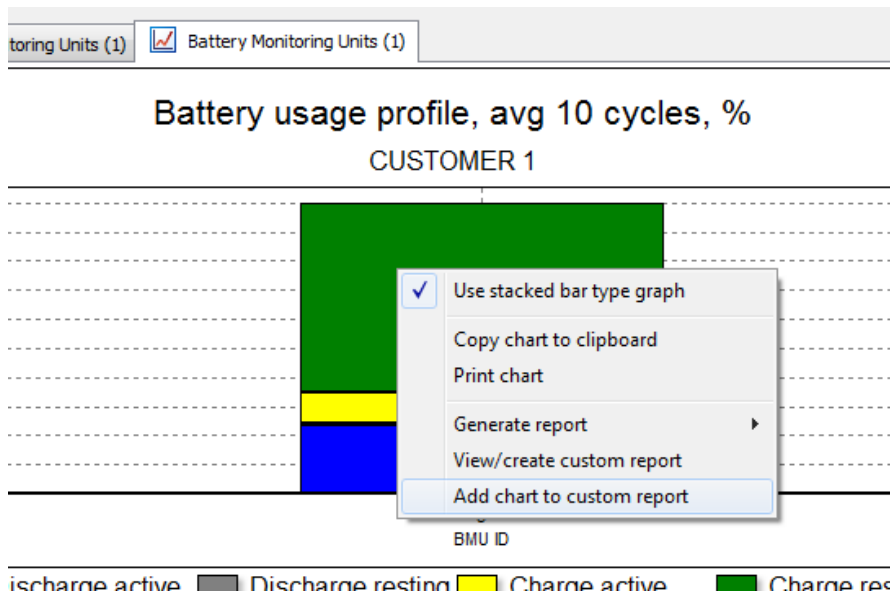 toring Units (1) Battery Monitoring Units (1)
Battery usage profile, avg 10 cycles, %
CUSTOMER 1
Use stacked bar type graph
Copy chart to clipboard
Print chart
Generate report
View/create custom report
Add chart to custom report
BMU ID
ischarge active Discharge resting Charge active Charge res